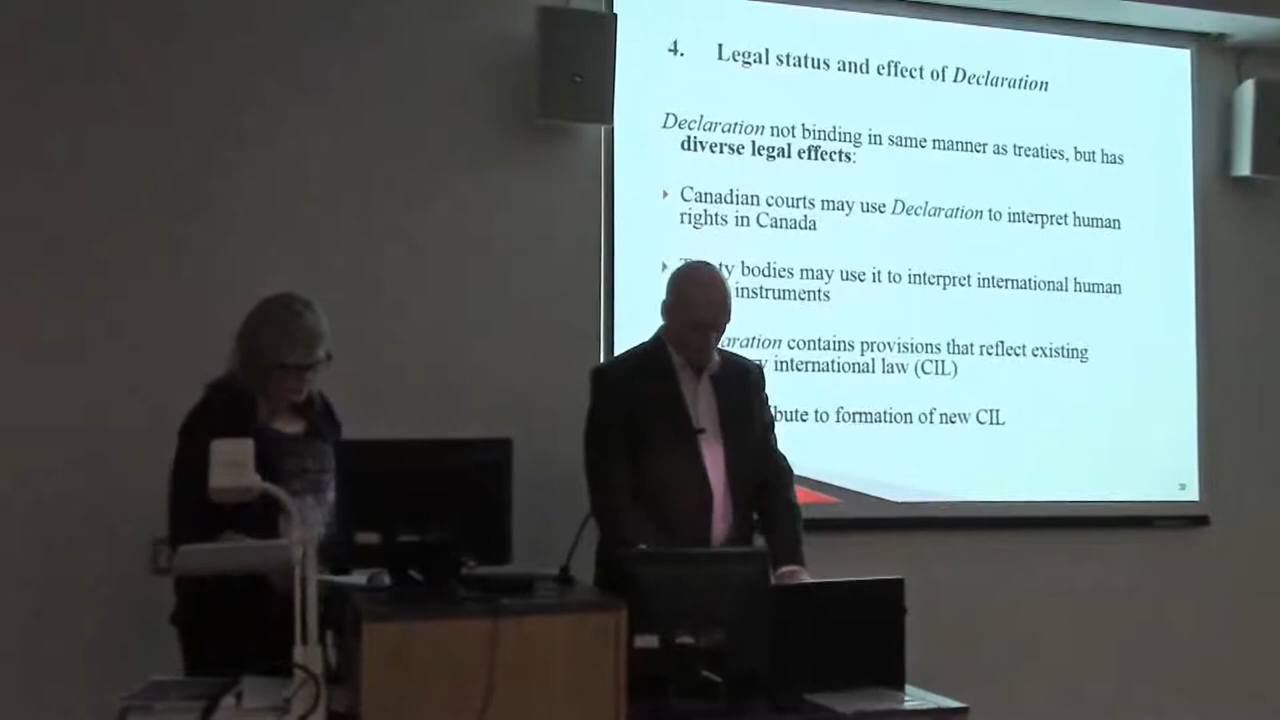 4. Legal status and effect of Declaration
Declaration not binding in same manner as treaties, but has
diverse legal effects:
Canadian courts may use Declaration to interpret human
rights in Canada
bodies may use it to interpret international human
instruments
contains provisions that reflect existing
international law (CIL)
to formation of new CIL